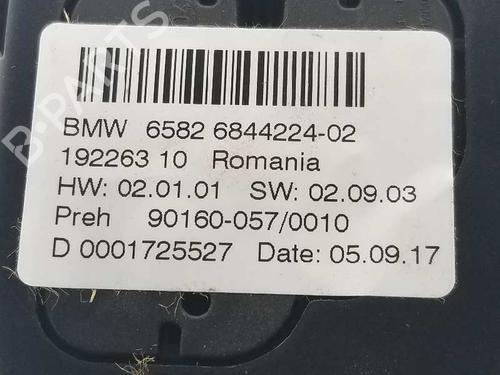 BMW 6582 6844224-02
192263 10 Romania
HW: 02.01.01 SW: 02.09.03
Preh 90160-057/0010
D 0001725527 Date: 05.09.17
B-PARTS